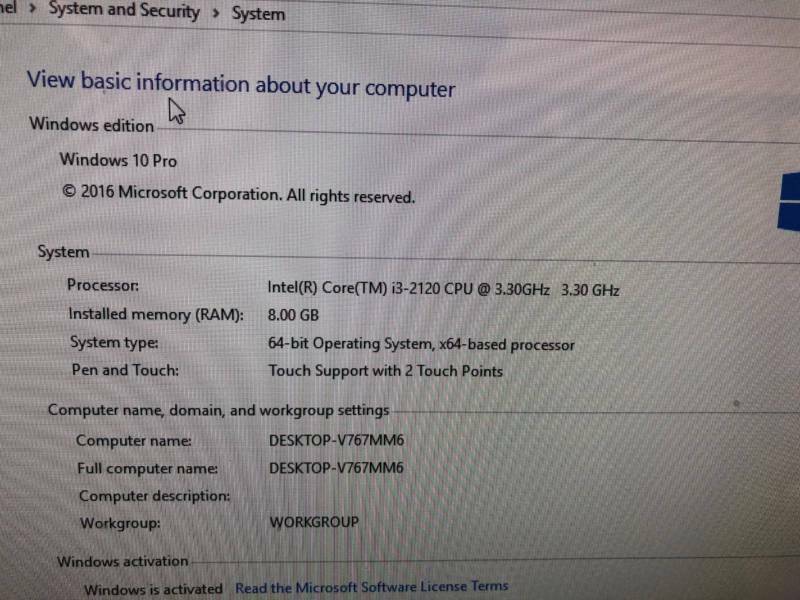 System and Security > System
View basic information about your computer
Windows edition
Windows 10 Pro
© 2016 Microsoft Corporation. All rights reserved.
System
Processor: Intel(R) Core(TM) i3-2120 CPU @ 3.30GHz 3.30 GHz
Installed memory (RAM): 8.00 GB
System type: 64-bit Operating System, x64-based processor
Pen and Touch: Touch Support with 2 Touch Points
Computer name, domain, and workgroup settings
Computer name: DESKTOP-V767MM6
Full computer name: DESKTOP-V767MM6
Computer description:
Workgroup: WORKGROUP
Windows activation
Windows is activated Read the Microsoft Software License Terms